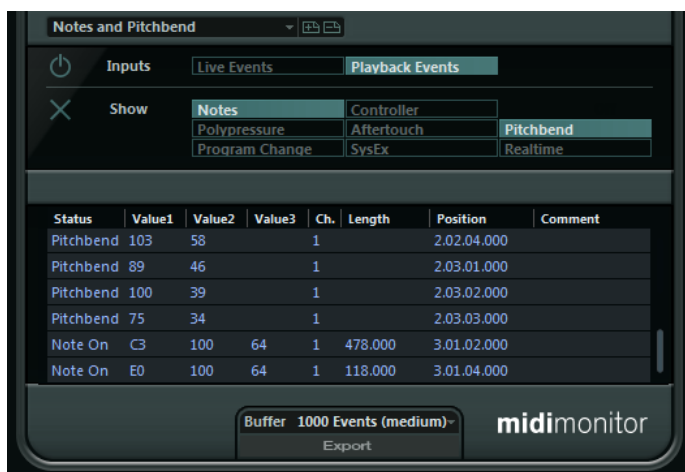 Notes and Pitchbend
Inputs Live Events Playback Events
Show Notes Controller
Polypressure Aftertouch Pitchbend
Program Change SysEx Realtime
Status Value1 Value2 Value3 Ch. Length Position Comment
Pitchbend 103 58 1 2.02.04.000
Pitchbend 89 46 1 2.03.01.000
Pitchbend 100 39 1 2.03.02.000
Pitchbend 75 34 1 2.03.03.000
Note On C3 100 64 1 478.000 3.01.02.000
Note On E0 100 64 1 118.000 3.01.04.000
Buffer 1000 Events (medium)
Export
midimonitor